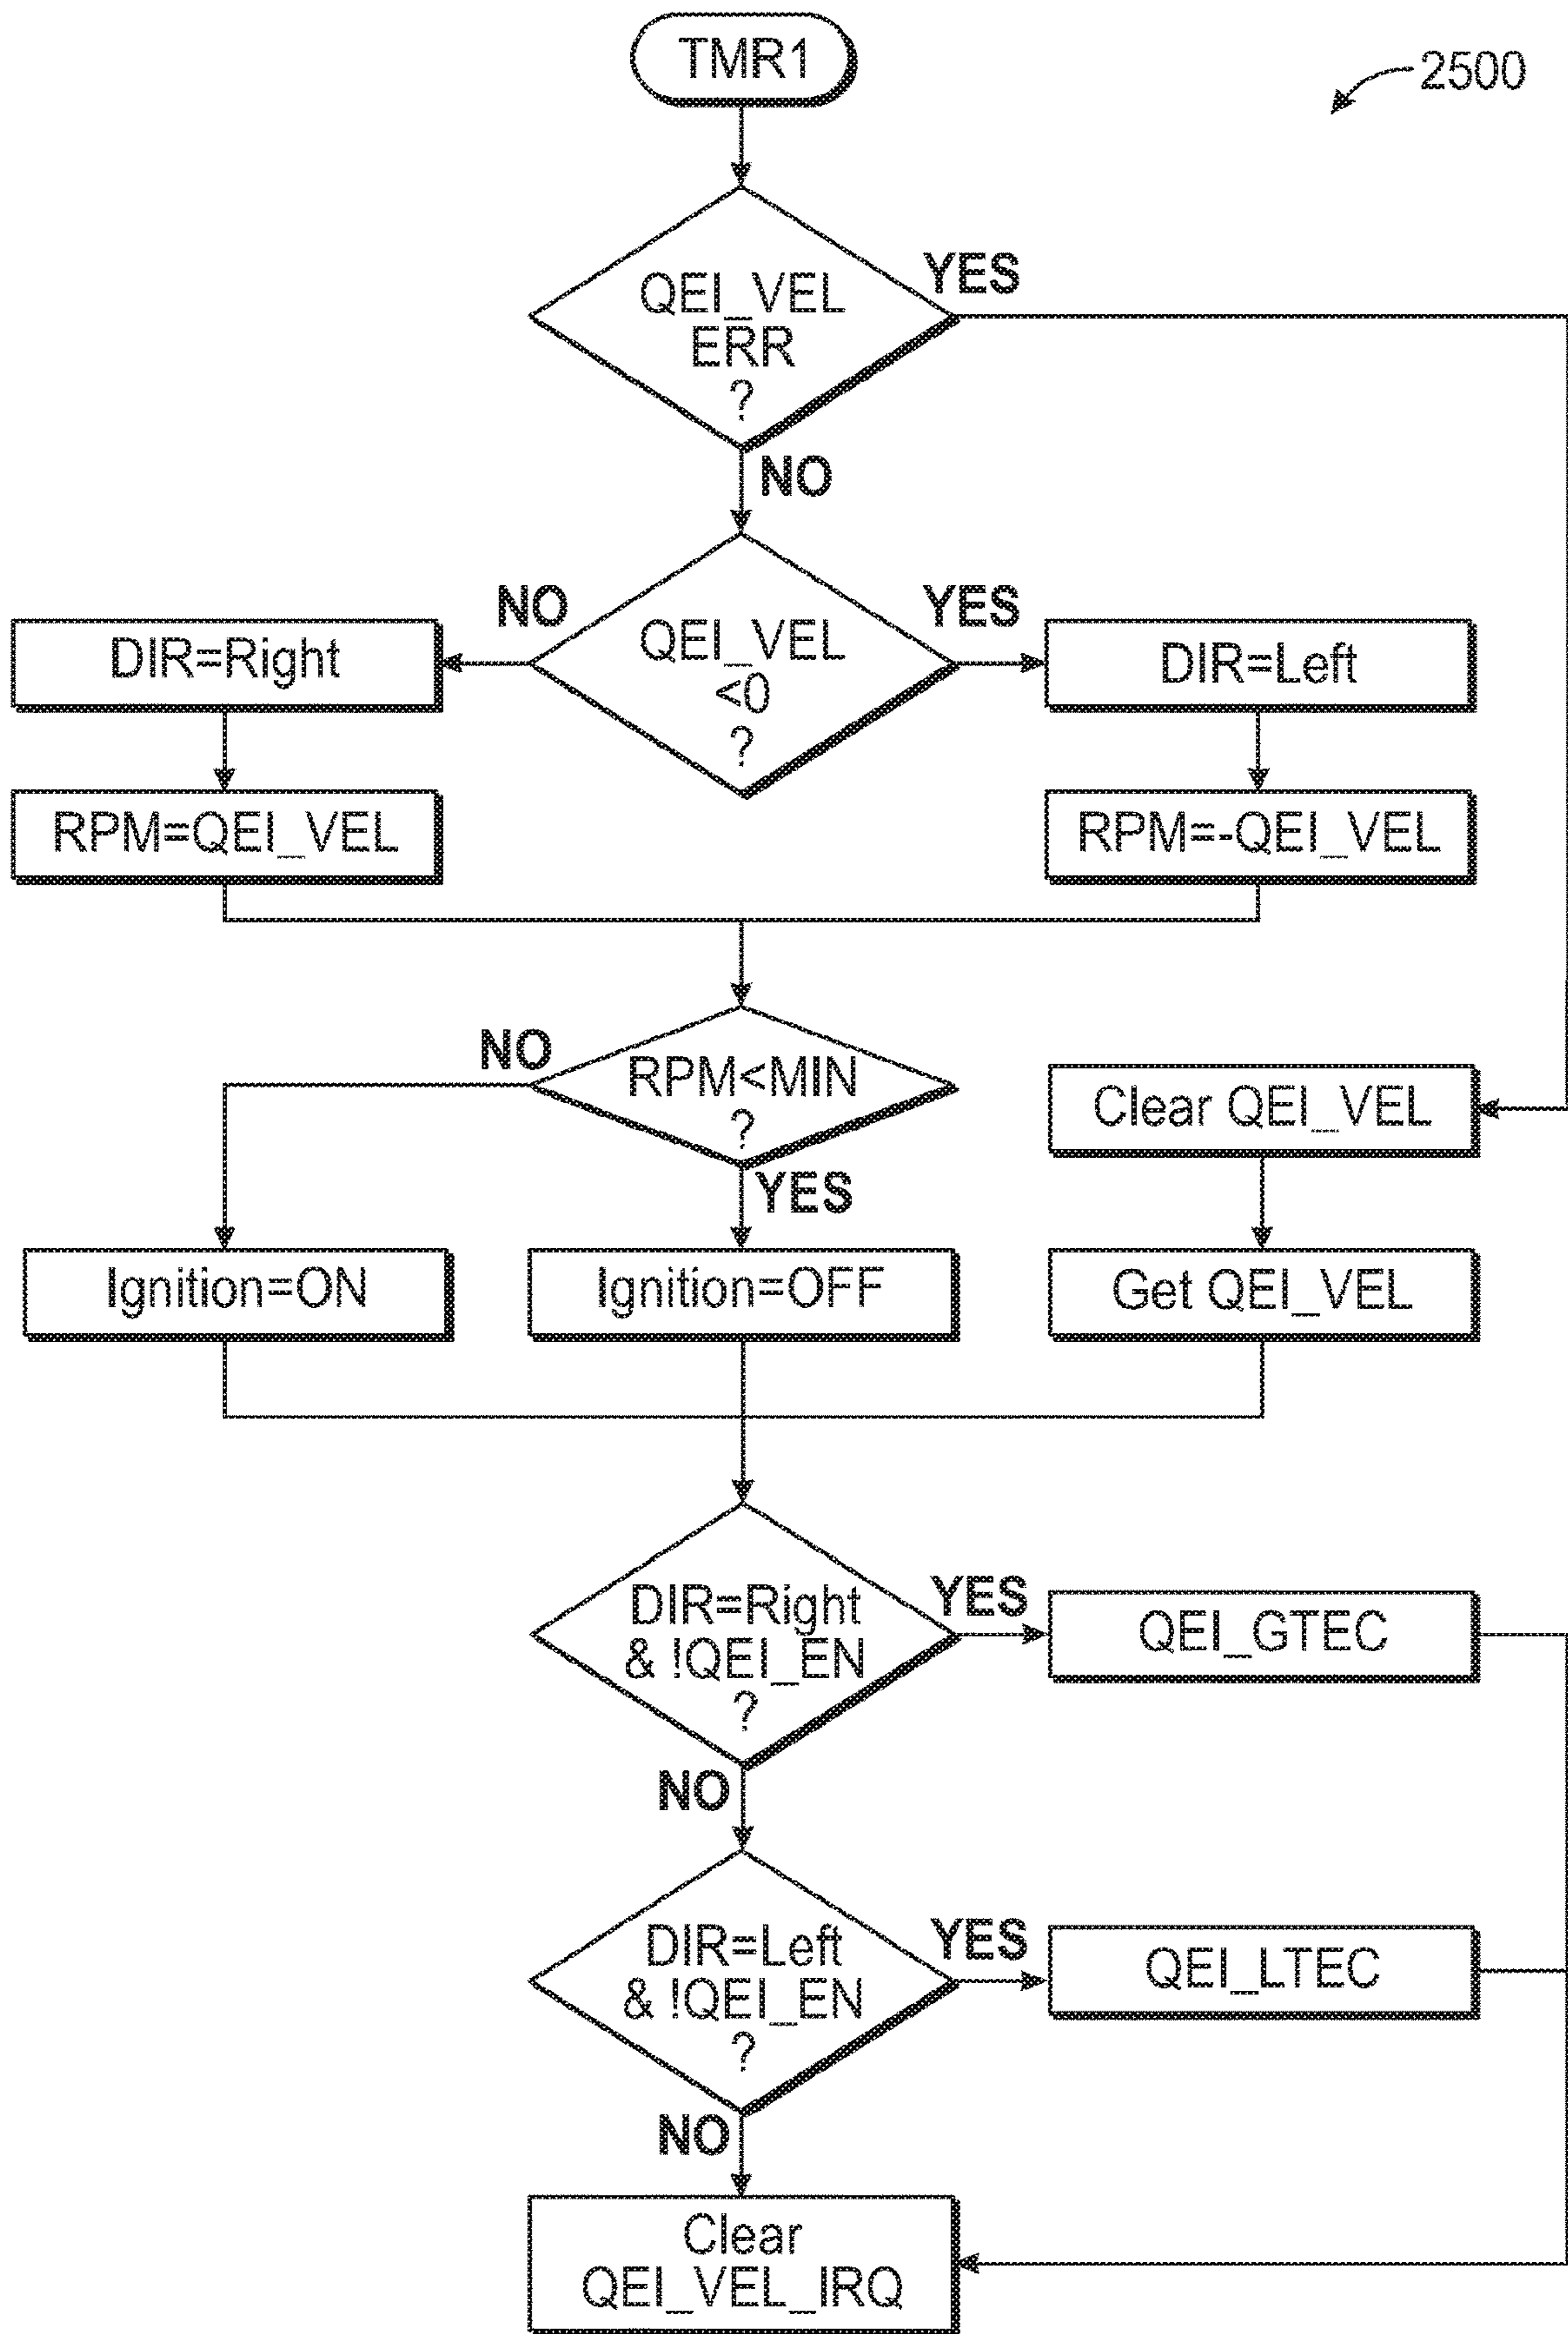 TMR1
2500
QEI_VEL
ERR
?
YES
NO
NO
YES
DIR=Right
QEI_VEL
<0
?
DIR=Left
RPM=QEI_VEL
RPM=-QEI_VEL
NO
RPM<MIN
?
YES
Clear QEI_VEL
Ignition=ON
Ignition=OFF
Get QEI_VEL
DIR=Right
& !QEI_EN
?
YES
QEI_GTEC
NO
DIR=Left
& !QEI_EN
?
YES
QEI_LTEC
NO
Clear
QEI_VEL_IRQ